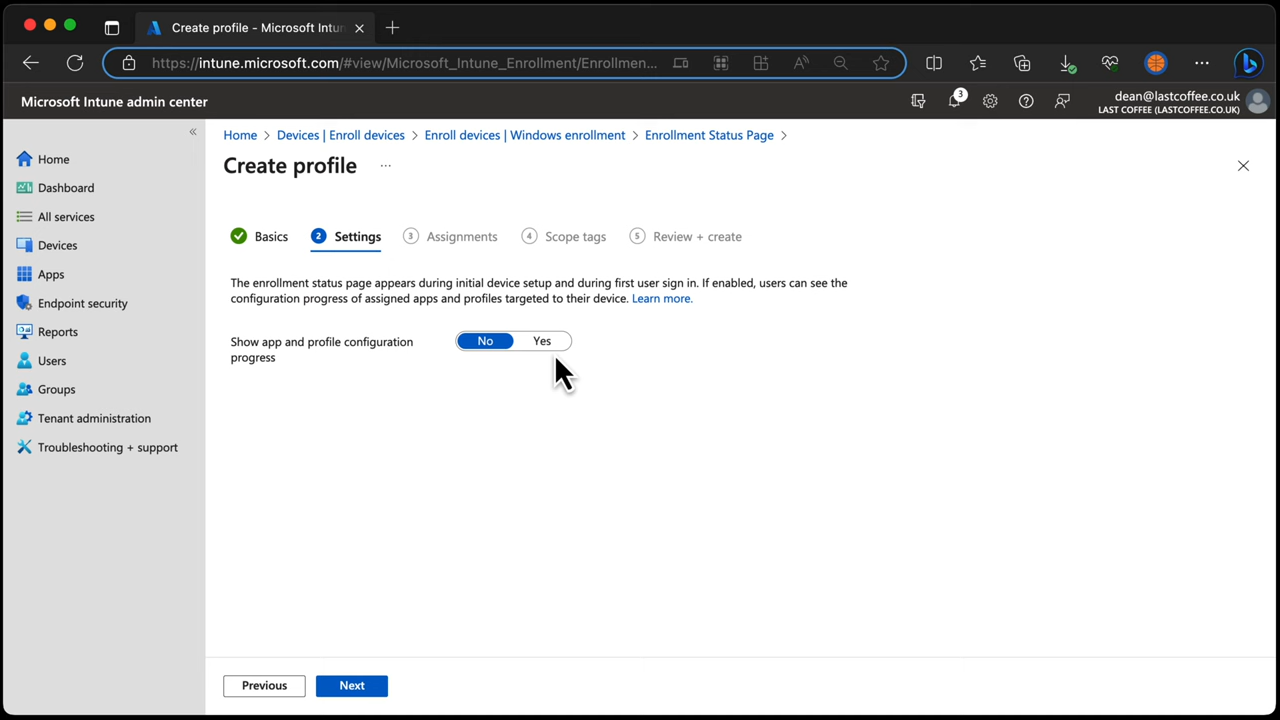 Create profile - Microsoft Intu
https://intune.microsoft.com/#view/Microsoft_Intune_Enrollment/Enrollmen...
Microsoft Intune admin center
3
dean@lastcoffee.co.uk
LAST COFFEE (LASTCOFFEE.CO.UK)
«
Home
Dashboard
All services
Devices
Apps
Endpoint security
Reports
Users
Groups
Tenant administration
Troubleshooting + support
Home > Devices | Enroll devices > Enroll devices | Windows enrollment > Enrollment Status Page >
Create profile ...
Basics 2 Settings 3 Assignments 4 Scope tags 5 Review + create
The enrollment status page appears during initial device setup and during first user sign in. If enabled, users can see the
configuration progress of assigned apps and profiles targeted to their device. Learn more.
Show app and profile configuration
progress
No Yes
Previous Next